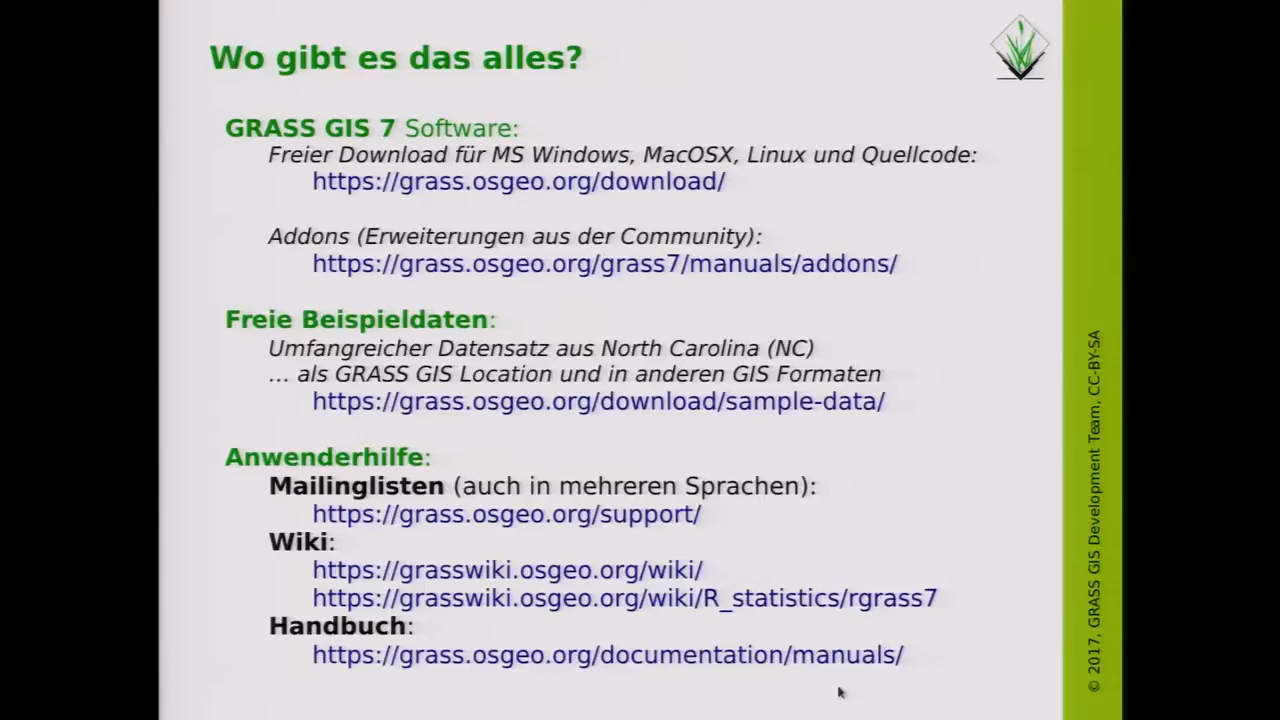 Wo gibt es das alles?
GRASS GIS 7 Software:
Freier Download für MS Windows, MacOSX, Linux und Quellcode:
https://grass.osgeo.org/download/
Addons (Erweiterungen aus der Community):
https://grass.osgeo.org/grass7/manuals/addons/
Freie Beispieldaten:
Umfangreicher Datensatz aus North Carolina (NC)
... als GRASS GIS Location und in anderen GIS Formaten
https://grass.osgeo.org/download/sample-data/
Anwenderhilfe:
Mailinglisten (auch in mehreren Sprachen):
https://grass.osgeo.org/support/
Wiki:
https://grasswiki.osgeo.org/wiki/
https://grasswiki.osgeo.org/wiki/R_statistics/rgrass7
Handbuch:
https://grass.osgeo.org/documentation/manuals/
© 2017, GRASS GIS Development Team, CC-BY-SA